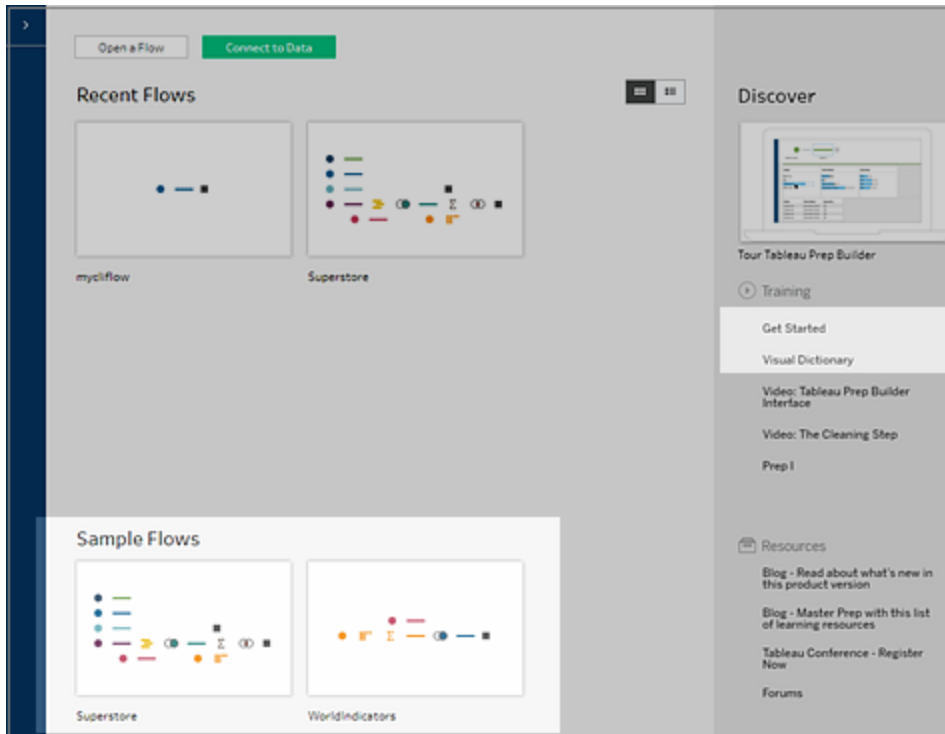 Open a Flow
Connect to Data
Recent Flows
mycliflow
Superstore
Sample Flows
Superstore
WorldIndicators
Discover
Tour Tableau Prep Builder
Training
Get Started
Visual Dictionary
Video: Tableau Prep Builder
Interface
Video: The Cleaning Step
Prep I
Resources
Blog - Read about what's new in
this product version
Blog - Master Prep with this list
of learning resources
Tableau Conference - Register
Now
Forums